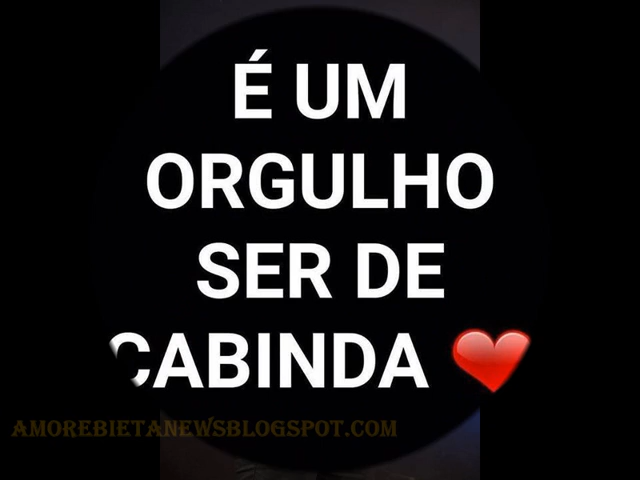 É UM
ORGULHO
SER DE
CABINDA ❤️
AMOREBIETANEWSBLOGSPOT.COM